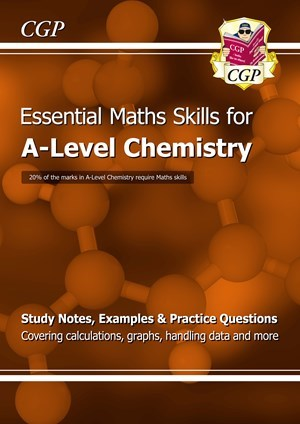 CGP
CGP
CGP
Essential Maths Skills for
A-Level Chemistry
20% of the marks in A-Level Chemistry require Maths skills
Study Notes, Examples & Practice Questions
Covering calculations, graphs, handling data and more